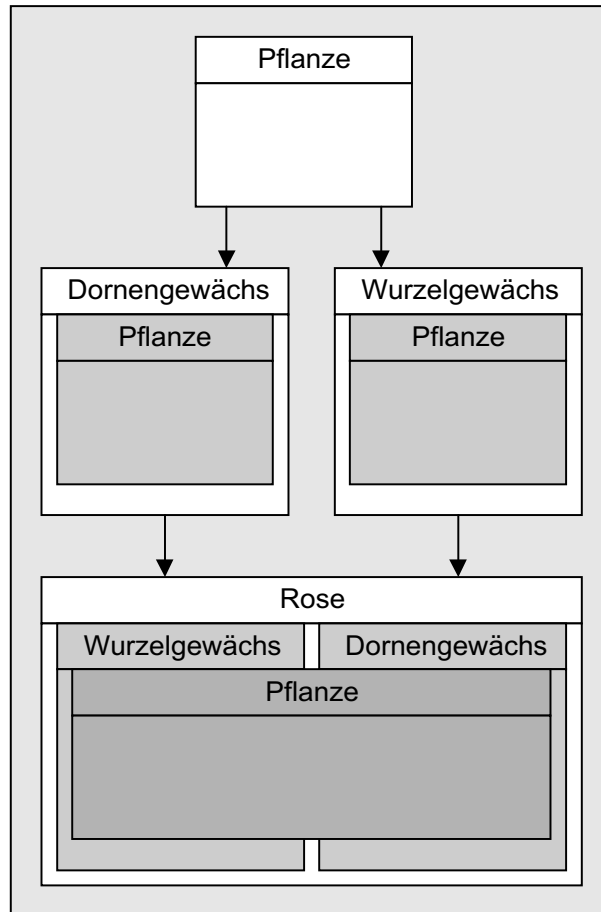 Pflanze
Dornengewächs
Wurzelgewächs
Pflanze
Pflanze
Rose
Wurzelgewächs
Dornengewächs
Pflanze